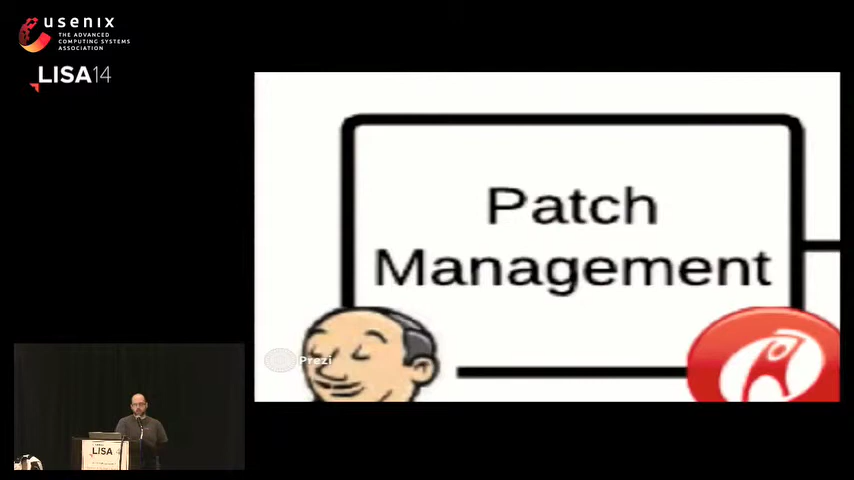 usenix
THE ADVANCED
COMPUTING SYSTEMS
ASSOCIATION
LISA14
Patch
Management
Prezi
LISA